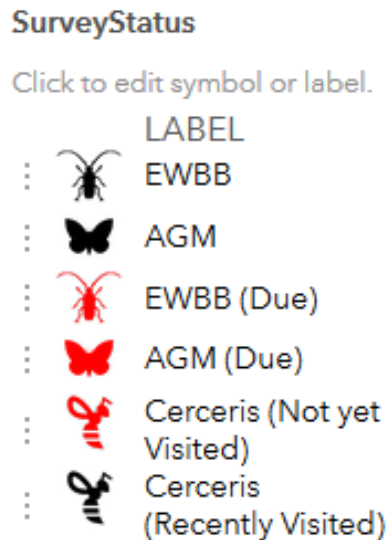 SurveyStatus
Click to edit symbol or label.
LABEL
EWBB
AGM
EWBB (Due)
AGM (Due)
Cerceris (Not yet
Visited)
Cerceris
(Recently Visited)